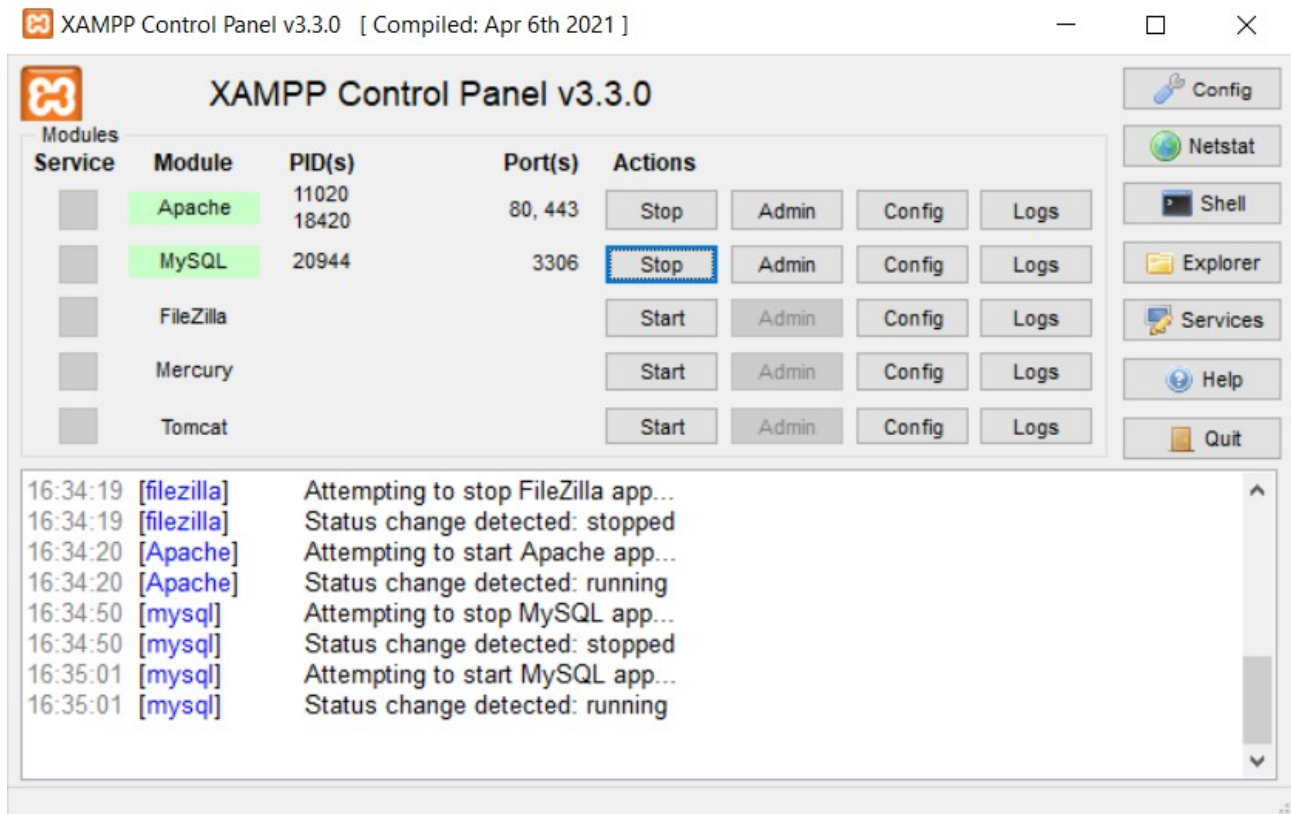 XAMPP Control Panel v3.3.0 [ Compiled: Apr 6th 2021 ]
XAMPP Control Panel v3.3.0
Config
Modules
Service Module PID(s) Port(s) Actions
Netstat
Apache 11020 18420 80, 443 Stop Admin Config Logs
Shell
MySQL 20944 3306 Stop Admin Config Logs
Explorer
FileZilla Start Admin Config Logs
Services
Mercury Start Admin Config Logs
Help
Tomcat Start Admin Config Logs
Quit
16:34:19 [filezilla] Attempting to stop FileZilla app...
16:34:19 [filezilla] Status change detected: stopped
16:34:20 [Apache] Attempting to start Apache app...
16:34:20 [Apache] Status change detected: running
16:34:50 [mysql] Attempting to stop MySQL app...
16:34:50 [mysql] Status change detected: stopped
16:35:01 [mysql] Attempting to start MySQL app...
16:35:01 [mysql] Status change detected: running